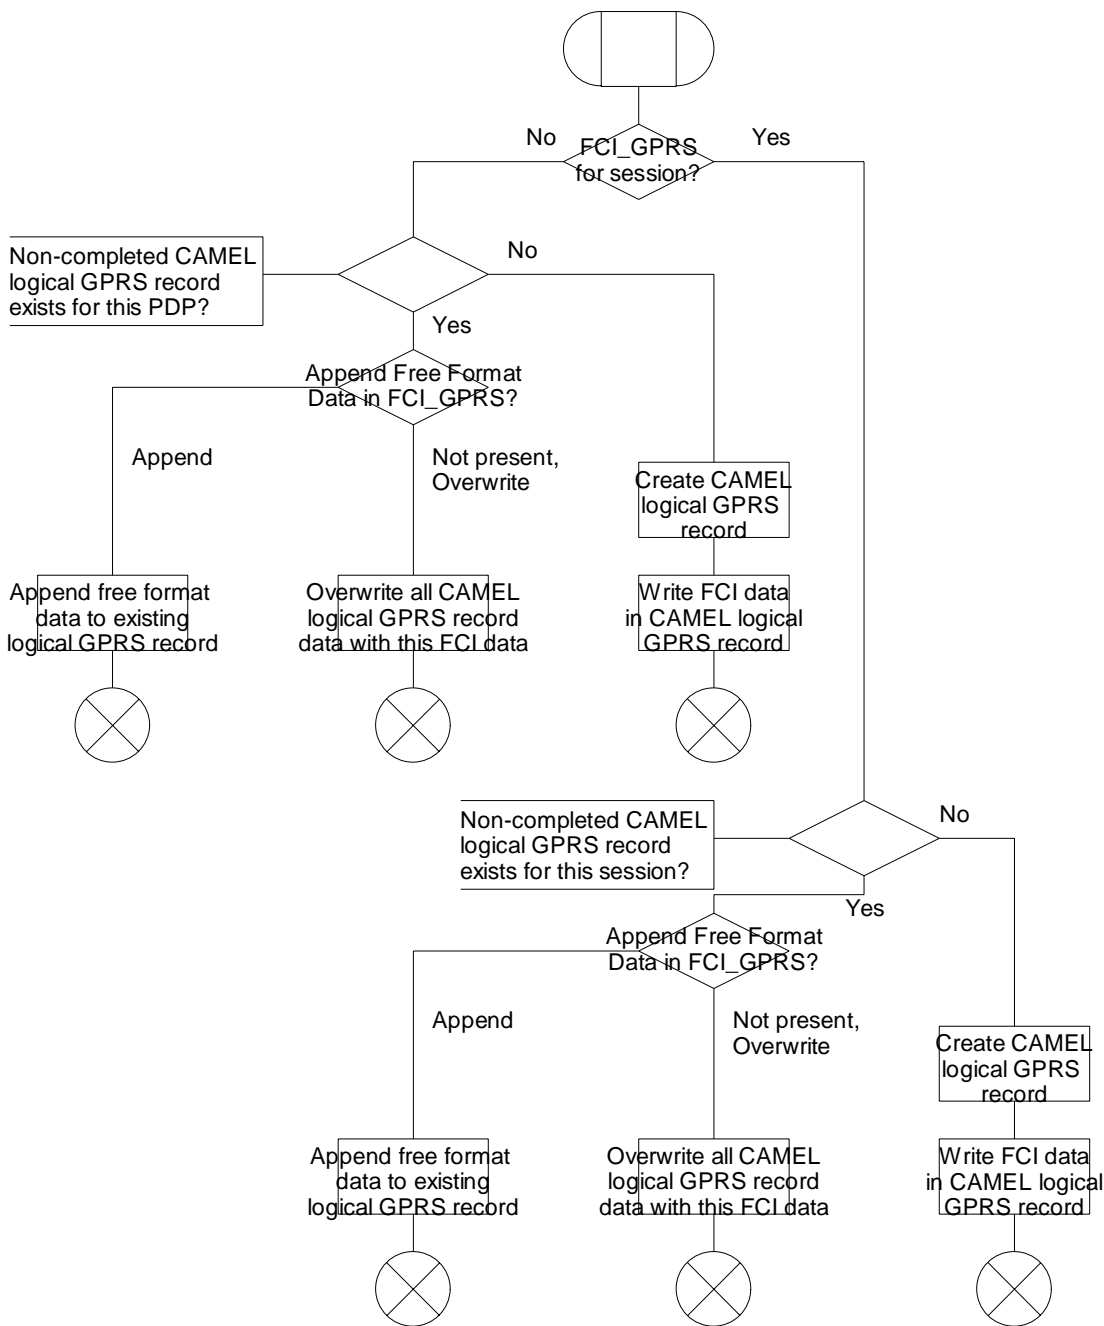 No
Yes
FCI_GPRS
for session?
Non-completed CAMEL
logical GPRS record
exists for this PDP?
No
Yes
Append Free Format
Data in FCI_GPRS?
Append
Not present,
Overwrite
Create CAMEL
logical GPRS
record
Append free format
data to existing
logical GPRS record
Overwrite all CAMEL
logical GPRS record
data with this FCI data
Write FCI data
in CAMEL logical
GPRS record
Non-completed CAMEL
logical GPRS record
exists for this session?
No
Yes
Append Free Format
Data in FCI_GPRS?
Append
Not present,
Overwrite
Create CAMEL
logical GPRS
record
Append free format
data to existing
logical GPRS record
Overwrite all CAMEL
logical GPRS record
data with this FCI data
Write FCI data
in CAMEL logical
GPRS record